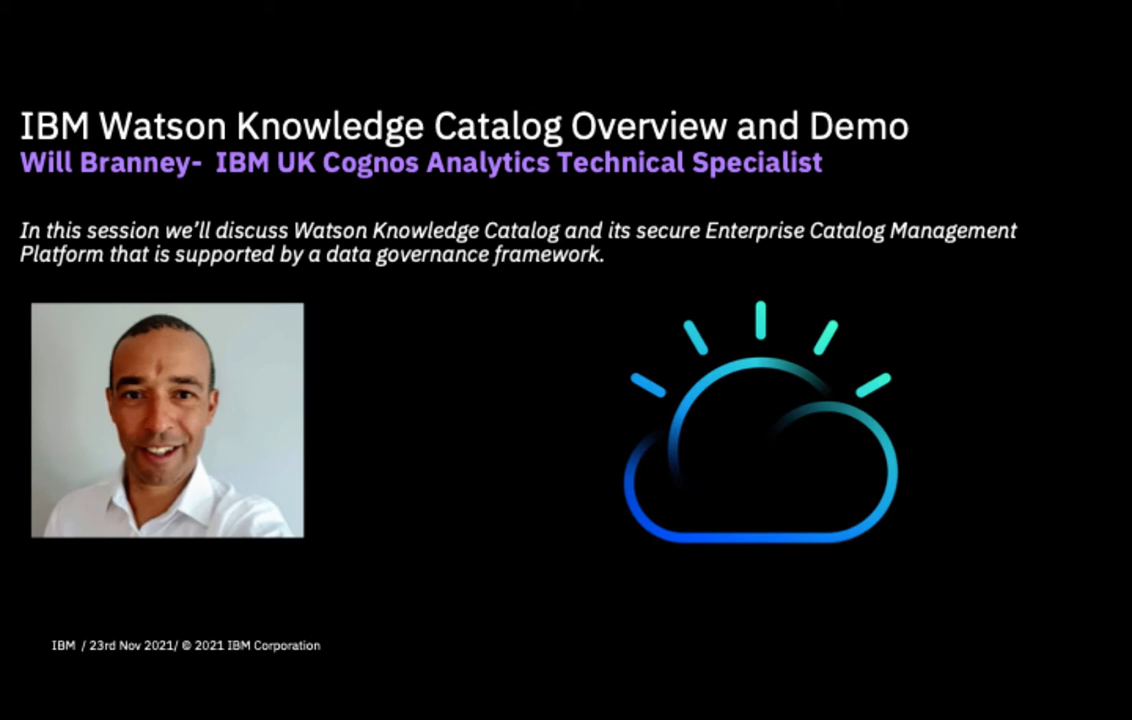 IBM Watson Knowledge Catalog Overview and Demo
Will Branney-  IBM UK Cognos Analytics Technical Specialist
In this session we’ll discuss Watson Knowledge Catalog and its secure Enterprise Catalog Management
Platform that is supported by a data governance framework.
IBM  / 23rd Nov 2021/ © 2021 IBM Corporation